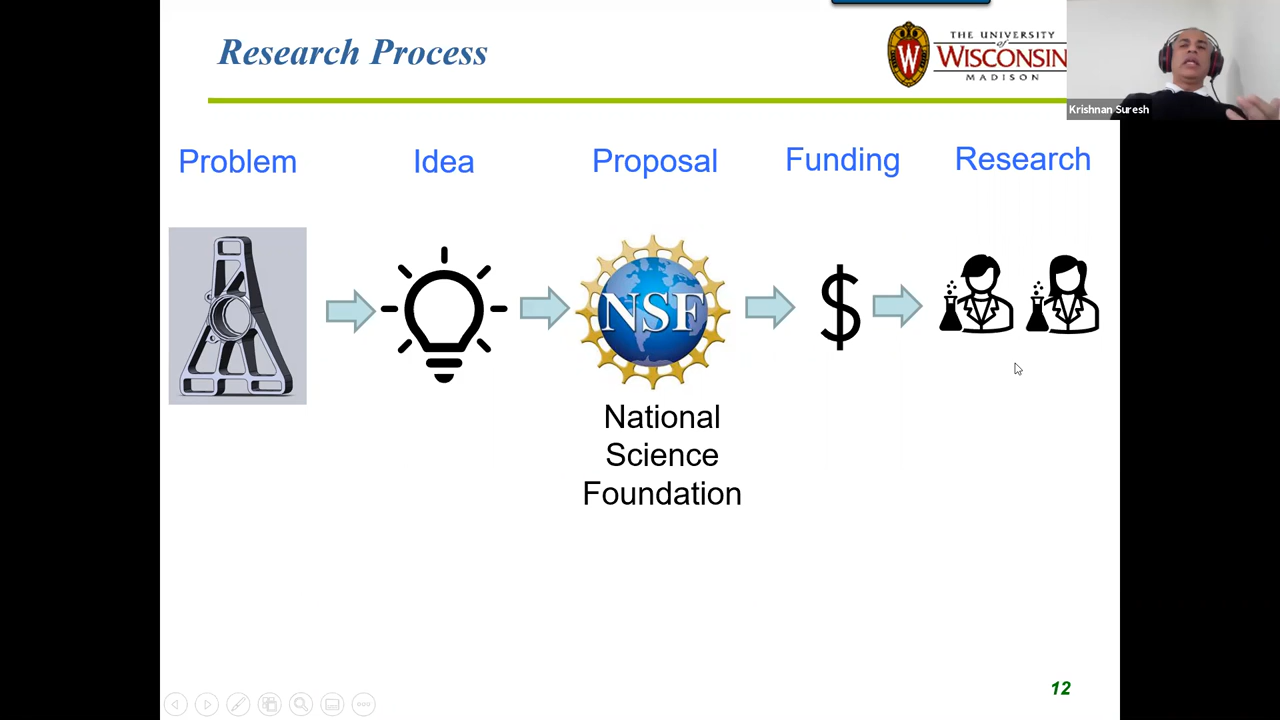 Research Process
THE UNIVERSITY
of
WISCONSIN
MADISON
W
Krishnan Suresh
Problem
Idea
Proposal
Funding
Research
NSF
$
National
Science
Foundation
12